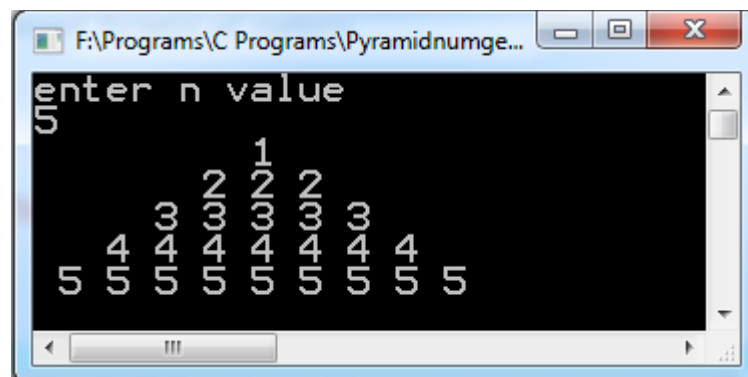 F:\Programs\C Programs\Pyramidnumge...
enter n value
5
1
2 2 2
3 3 3 3 3
4 4 4 4 4 4 4
5 5 5 5 5 5 5 5 5